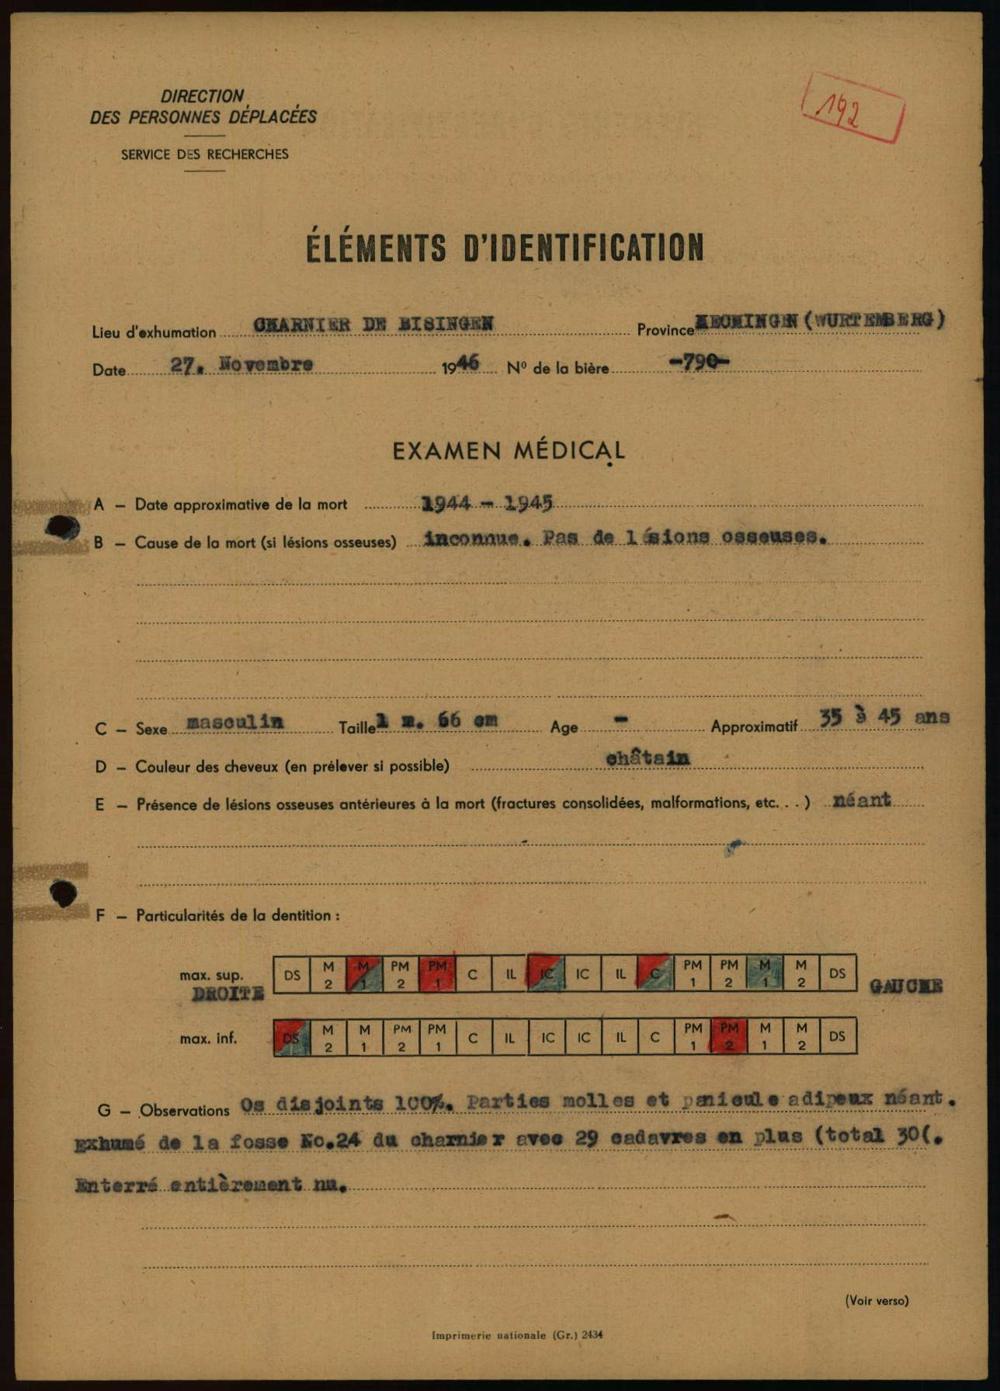 DIRECTION
DES PERSONNES DÉPLACÉES
SERVICE DES RECHERCHES
192
ÉLÉMENTS D'IDENTIFICATION
Lieu d'exhumation CHARNIER DE BISINGEN Province HECHINGEN (WURTEMBERG)
Date 27. Novembre 1946 Nº de la bière -790-
EXAMEN MÉDICAL
A — Date approximative de la mort 1944 - 1945
B — Cause de la mort (si lésions osseuses) inconnue. Pas de lésions osseuses.
C — Sexe masculin Taille 1 m. 66 cm Age - Approximatif 35 à 45 ans
D — Couleur des cheveux (en prélever si possible) châtain
E — Présence de lésions osseuses antérieures à la mort (fractures consolidées, malformations, etc. . . ) néant
F — Particularités de la dentition :
max. sup. DS M 2 M 1 PM 2 PM 1 C IL IC IC IL C PM 1 PM 2 M 1 M 2 DS
DROITE GAUCHE
max. inf. DS M 2 M 1 PM 2 PM 1 C IL IC IC IL C PM 1 PM 2 M 1 M 2 DS
G — Observations Os disjoints 100%. Parties molles et panicule adipeux néant.
Exhumé de la fosse No.24 du charnier avec 29 cadavres en plus (total 30(.
Enterré entièrement nu.
(Voir verso)
Imprimerie nationale (Gr.) 2434